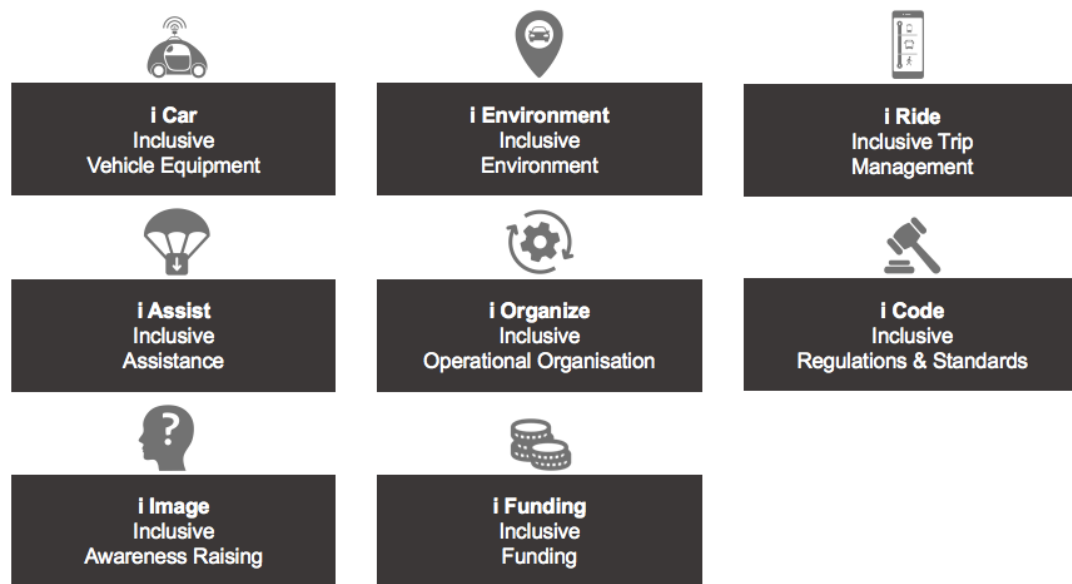 i Car
Inclusive
Vehicle Equipment
i Environment
Inclusive
Environment
i Ride
Inclusive Trip
Management
i Assist
Inclusive
Assistance
i Organize
Inclusive
Operational Organisation
i Code
Inclusive
Regulations & Standards
?
i Image
Inclusive
Awareness Raising
i Funding
Inclusive
Funding